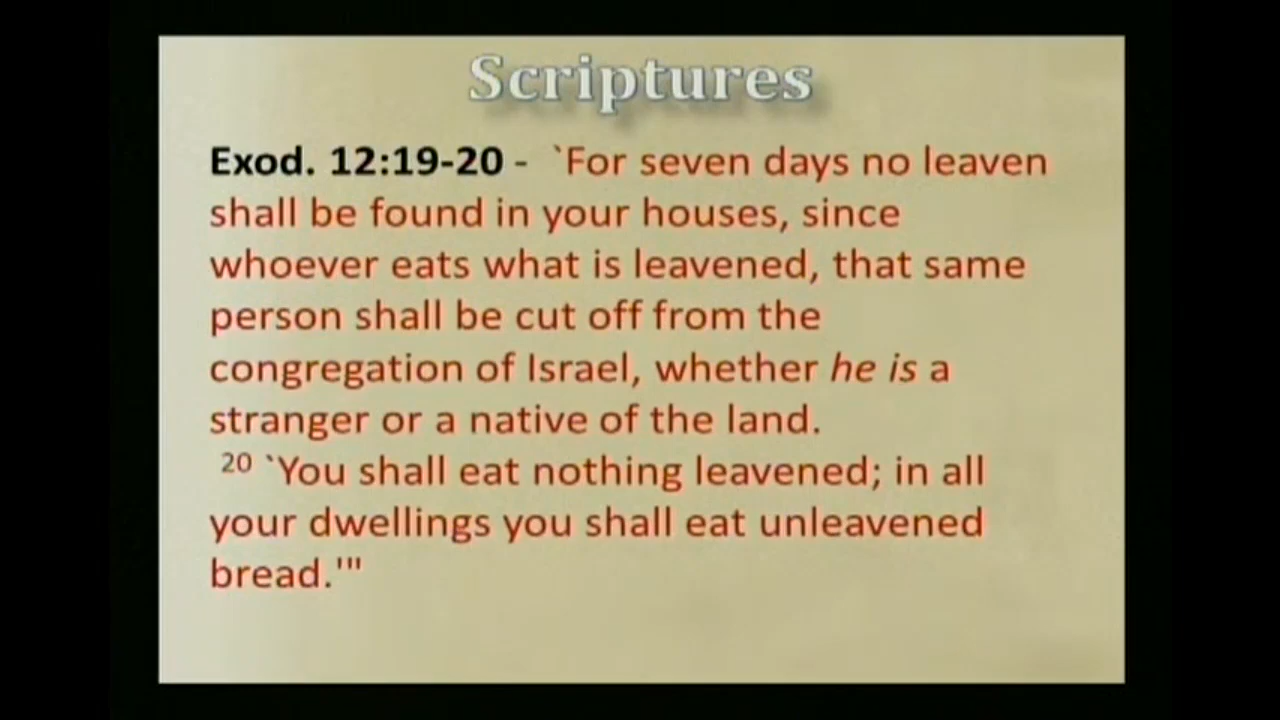 Scriptures
Exod. 12:19-20 - `For seven days no leaven
shall be found in your houses, since
whoever eats what is leavened, that same
person shall be cut off from the
congregation of Israel, whether he is a
stranger or a native of the land.
20 `You shall eat nothing leavened; in all
your dwellings you shall eat unleavened
bread.'"